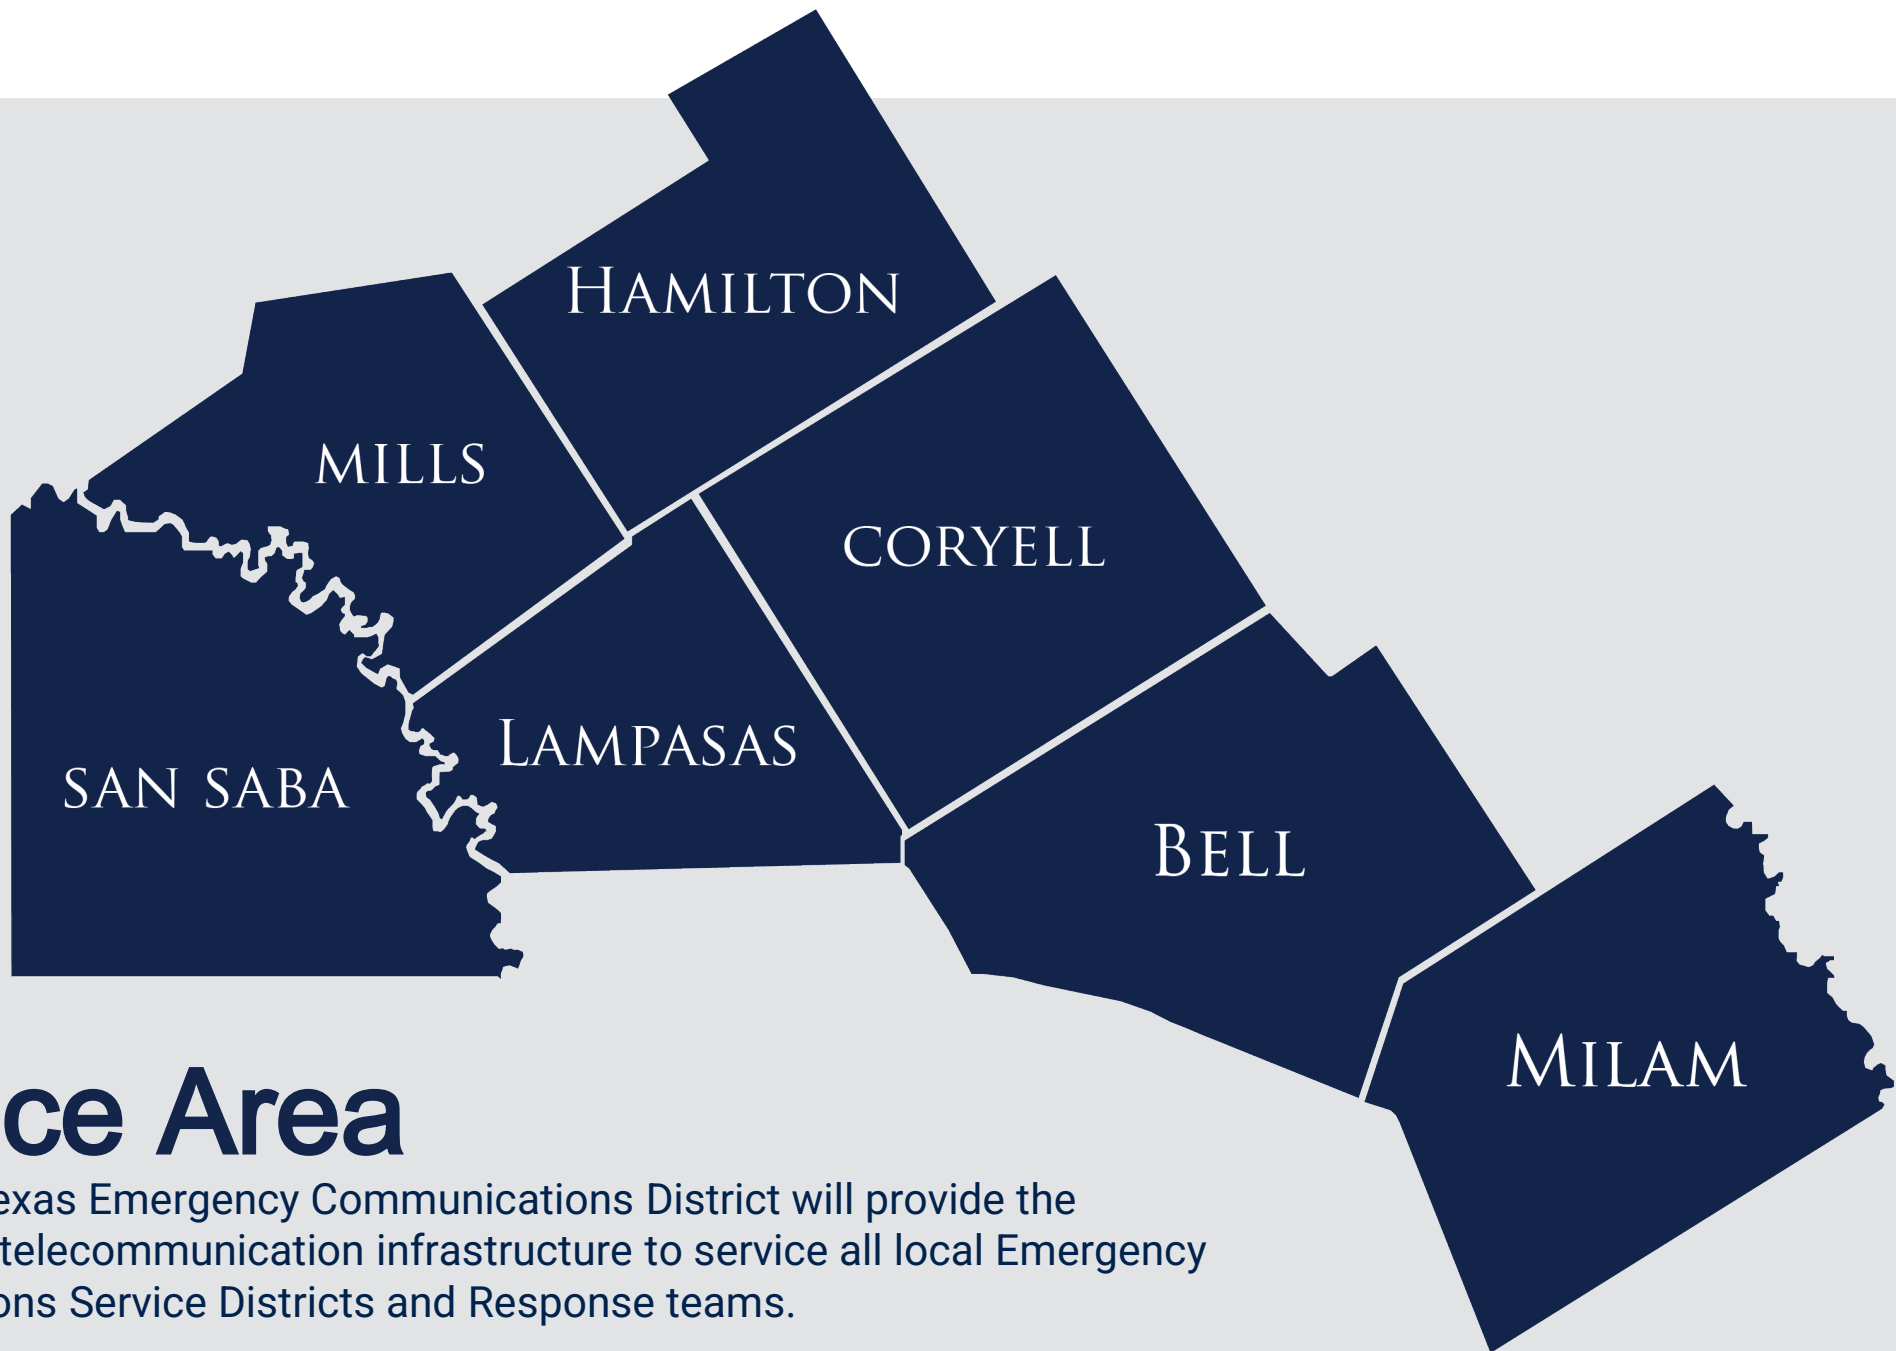 HAMILTON
MILLS
CORYELL
LAMPASAS
SAN SABA
BELL
MILAM
ce Area
exas Emergency Communications District will provide the
telecommunication infrastructure to service all local Emergency
ons Service Districts and Response teams.